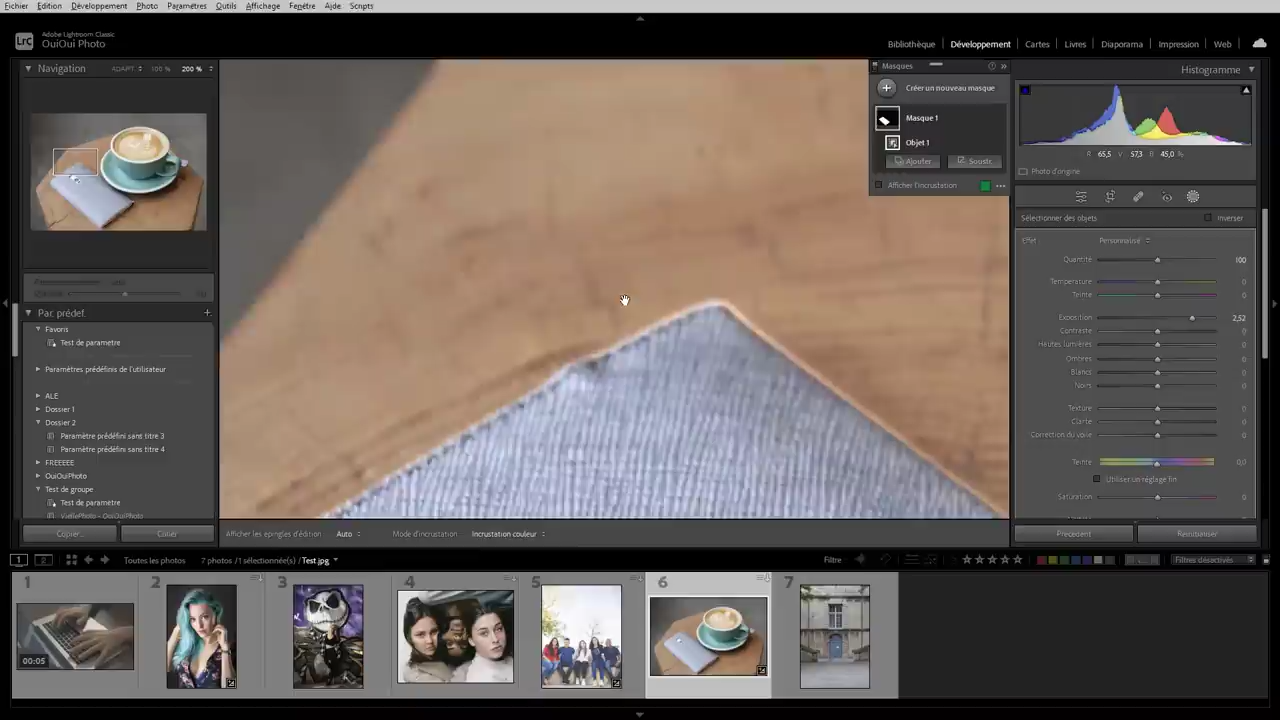 Fichier Edition Développement Photo Paramètres Outils Affichage Fenêtre Aide Scripts
Lrc
Adobe Lightroom Classic
OuiOui Photo
Bibliothèque Développement Cartes Livres Diaporama Impression Web
Navigation ADAPT. 100 % 200 %
Par. prédéf.
Favoris
Test de parametre
Paramètres prédéfinis de l'utilisateur
ALE
Dossier 1
Dossier 2
Paramètre prédéfini sans titre 3
Paramètre prédéfini sans titre 4
FREEEEE
OuiOuiPhoto
Test de groupe
Test de parametre
VieillePhoto - OuiOuiPhoto
Copier... Coller
Masques
Créer un nouveau masque
Masque 1
Objet 1
Ajouter Soustr.
Afficher l'incrustation
Histogramme
R 65,5 V 57,3 B 45,0 %
Photo d'origine
Sélectionner des objets Inverser
Effet Personnalisé
Quantité 100
Température
Teinte
Exposition 2,52
Contraste 0
Hautes lumières 0
Ombres 0
Blancs 0
Noirs 0
Texture 0
Clarté 0
Correction du voile 0
Teinte 0,0
Utiliser un réglage fin
Saturation 0
Précédent Réinitialiser
Afficher les épingles d'édition Auto Mode d'incrustation Incrustation couleur
1 2 Toutes les photos 7 photos /1 sélectionnée(s) /Test.jpg Filtre Filtres désactivés
1 2 3 4 5 6 7
00:05